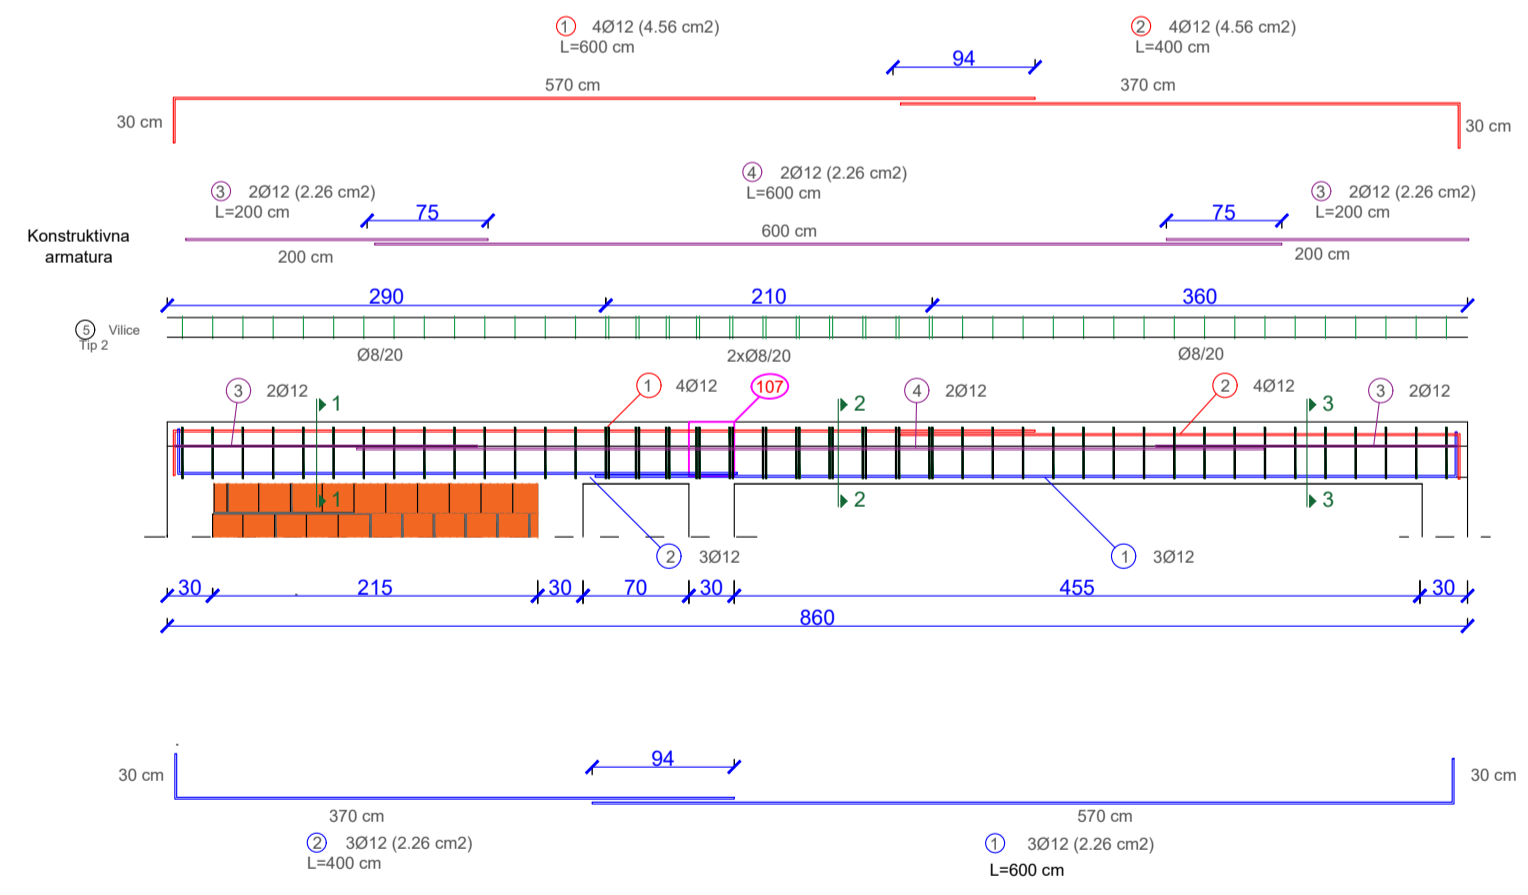 1 4Ø12 (4.56 cm2)
L=600 cm
2 4Ø12 (4.56 cm2)
L=400 cm
94
570 cm
370 cm
30 cm
30 cm
4 2Ø12 (2.26 cm2)
L=600 cm
3 2Ø12 (2.26 cm2)
L=200 cm
3 2Ø12 (2.26 cm2)
L=200 cm
75
75
Konstruktivna
armatura
600 cm
200 cm
200 cm
290
210
360
5 Vilice
Tip 2
Ø8/20
2xØ8/20
Ø8/20
3 2Ø12
1
1 4Ø12
107
2
4 2Ø12
2 4Ø12
3
3 2Ø12
1
2
3
2 3Ø12
1 3Ø12
30
215
30
70
30
455
30
860
94
30 cm
30 cm
370 cm
570 cm
2 3Ø12 (2.26 cm2)
L=400 cm
1 3Ø12 (2.26 cm2)
L=600 cm